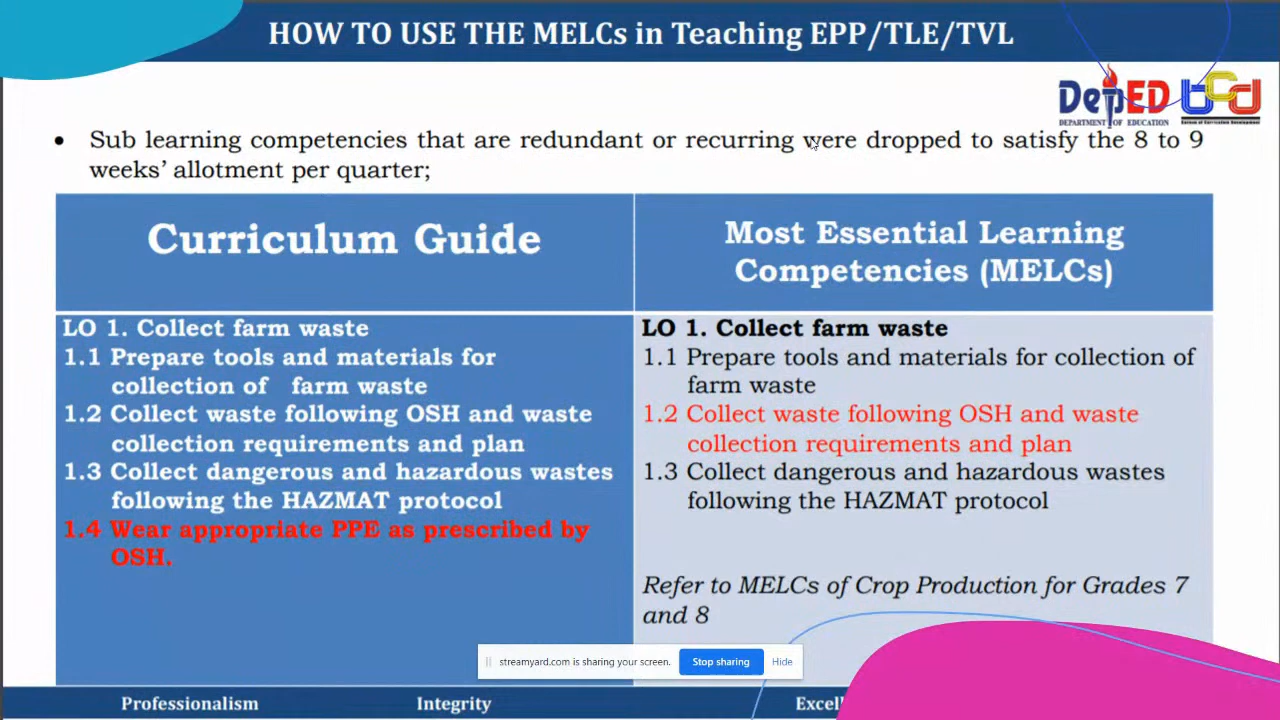 HOW TO USE THE MELCs in Teaching EPP/TLE/TVL
DepED
DEPARTMENT OF EDUCATION
bcd
Bureau of Curriculum Development
• Sub learning competencies that are redundant or recurring were dropped to satisfy the 8 to 9
weeks’ allotment per quarter;
Curriculum Guide
LO 1. Collect farm waste
1.1 Prepare tools and materials for
collection of farm waste
1.2 Collect waste following OSH and waste
collection requirements and plan
1.3 Collect dangerous and hazardous wastes
following the HAZMAT protocol
1.4 Wear appropriate PPE as prescribed by
OSH.
Most Essential Learning
Competencies (MELCs)
LO 1. Collect farm waste
1.1 Prepare tools and materials for collection of
farm waste
1.2 Collect waste following OSH and waste
collection requirements and plan
1.3 Collect dangerous and hazardous wastes
following the HAZMAT protocol
Refer to MELCs of Crop Production for Grades 7
and 8
streamyard.com is sharing your screen.
Stop sharing
Hide
Professionalism
Integrity
Excell